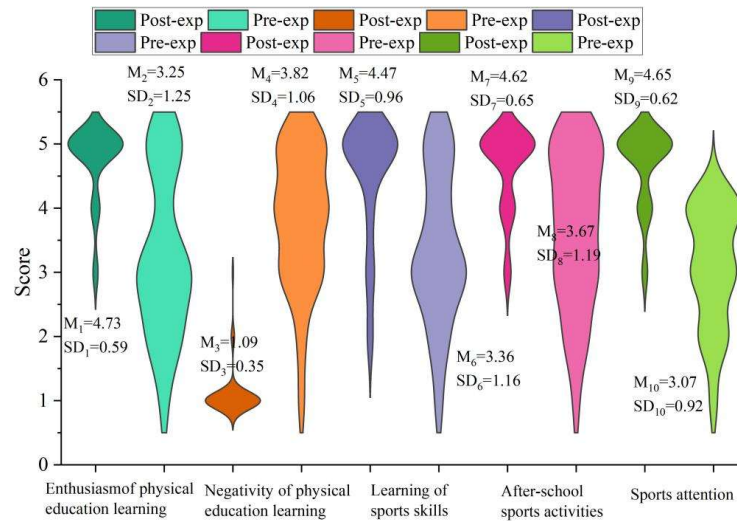 Post-exp Pre-exp Post-exp Pre-exp Post-exp
Pre-exp Post-exp Pre-exp Post-exp Pre-exp
M₂=3.25
SD₂=1.25
M₄=3.82
SD₄=1.06
M₅=4.47
SD₅=0.96
M₇=4.62
SD₇=0.65
M₉=4.65
SD₉=0.62
6
5
4
3
2
1
0
Score
M₈=3.67
SD₈=1.19
M₁=4.73
SD₁=0.59
M₃=1.09
SD₃=0.35
M₆=3.36
SD₆=1.16
M₁₀=3.07
SD₁₀=0.92
Enthusiasmof physical
education learning
Negativity of physical
education learning
Learning of
sports skills
After-school
sports activities
Sports attention